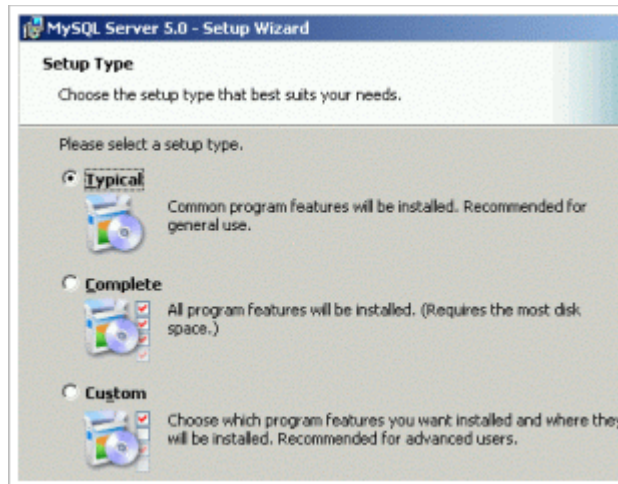 MySQL Server 5.0 - Setup Wizard
Setup Type
Choose the setup type that best suits your needs.
Please select a setup type.
Typical
Common program features will be installed. Recommended for
general use.
Complete
All program features will be installed. (Requires the most disk
space.)
Custom
Choose which program features you want installed and where they
will be installed. Recommended for advanced users.